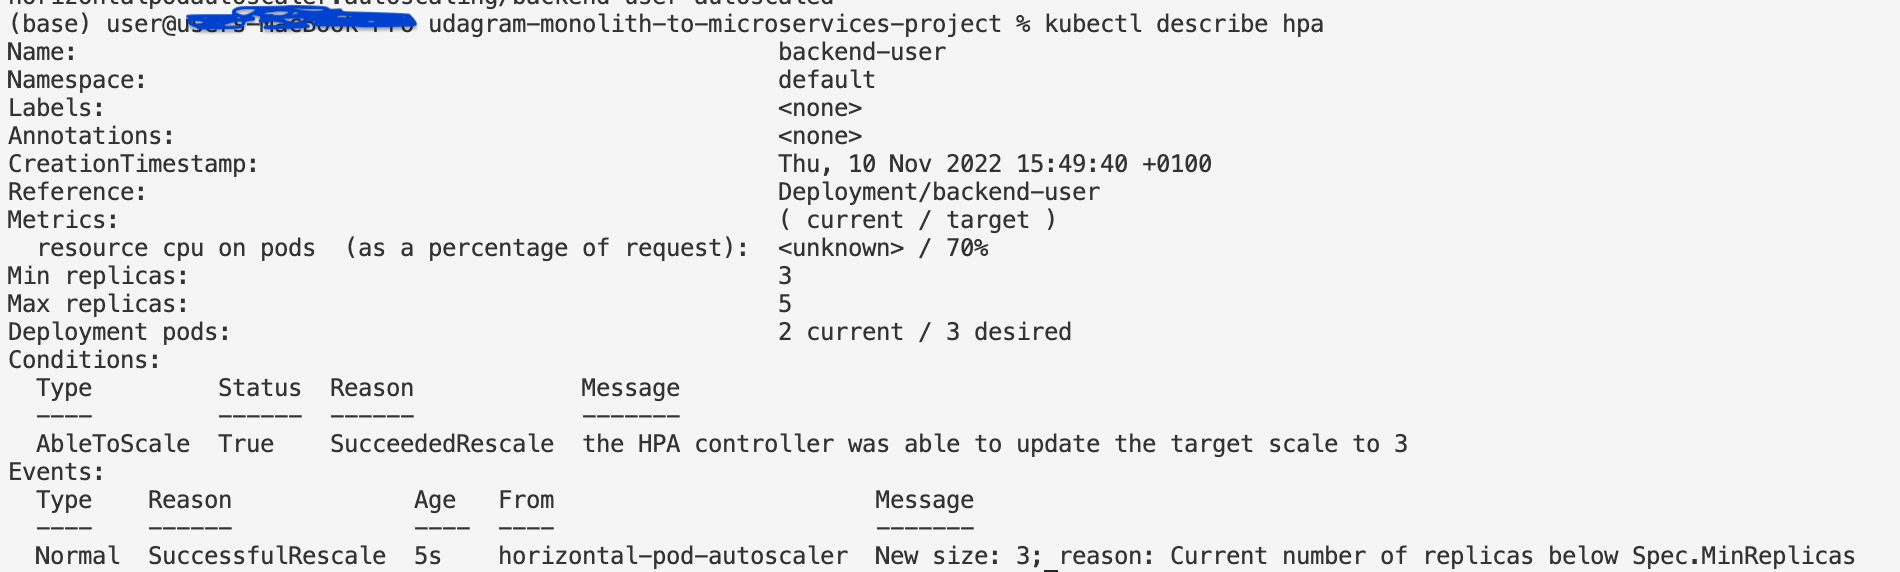 (base) user@ udagram-monolith-to-microservices-project % kubectl describe hpa
Name: backend-user
Namespace: default
Labels: <none>
Annotations: <none>
CreationTimestamp: Thu, 10 Nov 2022 15:49:40 +0100
Reference: Deployment/backend-user
Metrics: ( current / target )
resource cpu on pods (as a percentage of request): <unknown> / 70%
Min replicas: 3
Max replicas: 5
Deployment pods: 2 current / 3 desired
Conditions:
Type Status Reason Message
---- ------ ------ -------
AbleToScale True SucceededRescale the HPA controller was able to update the target scale to 3
Events:
Type Reason Age From Message
---- ------ ---- ---- -------
Normal SuccessfulRescale 5s horizontal-pod-autoscaler New size: 3; reason: Current number of replicas below Spec.MinReplicas